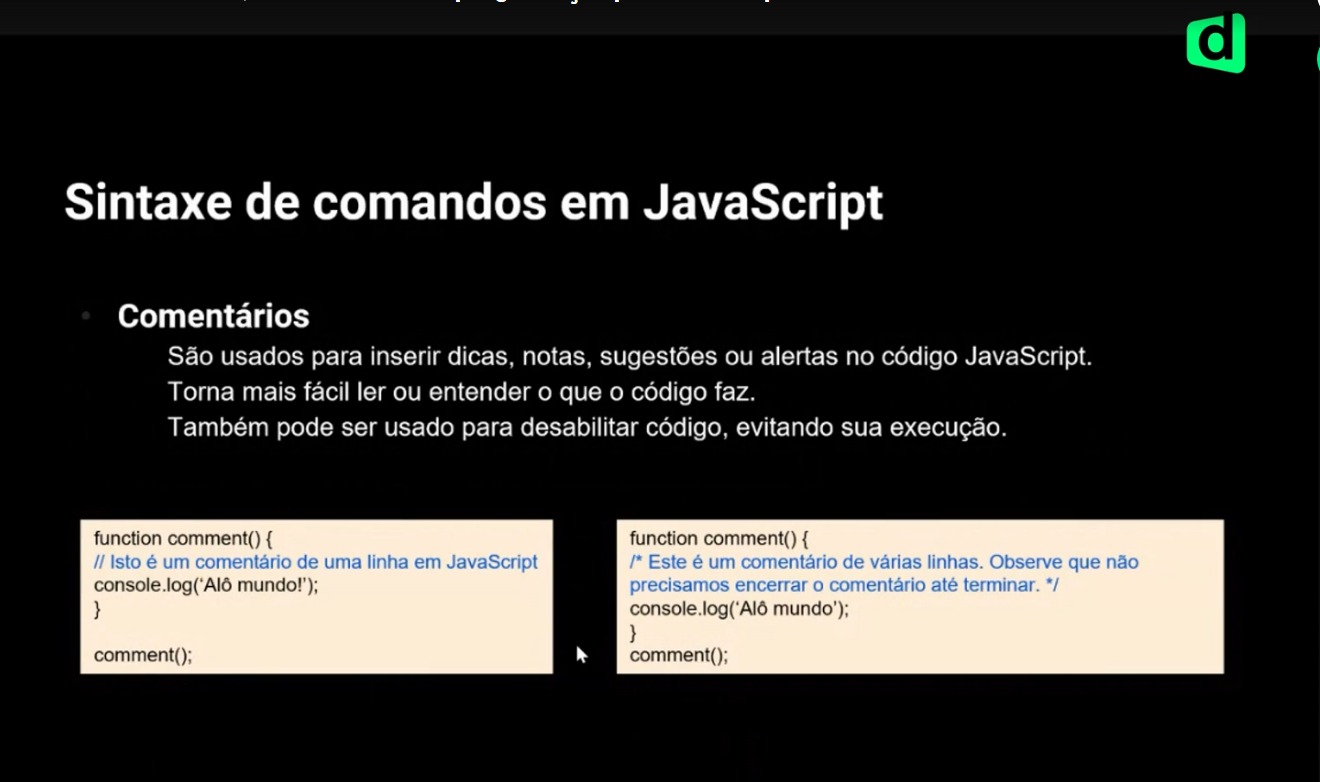 d
Sintaxe de comandos em JavaScript
Comentários
São usados para inserir dicas, notas, sugestões ou alertas no código JavaScript.
Torna mais fácil ler ou entender o que o código faz.
Também pode ser usado para desabilitar código, evitando sua execução.
function comment() {
// Isto é um comentário de uma linha em JavaScript
console.log(‘Alô mundo!’);
}
comment();
function comment() {
/* Este é um comentário de várias linhas. Observe que não
precisamos encerrar o comentário até terminar. */
console.log(‘Alô mundo’);
}
comment();